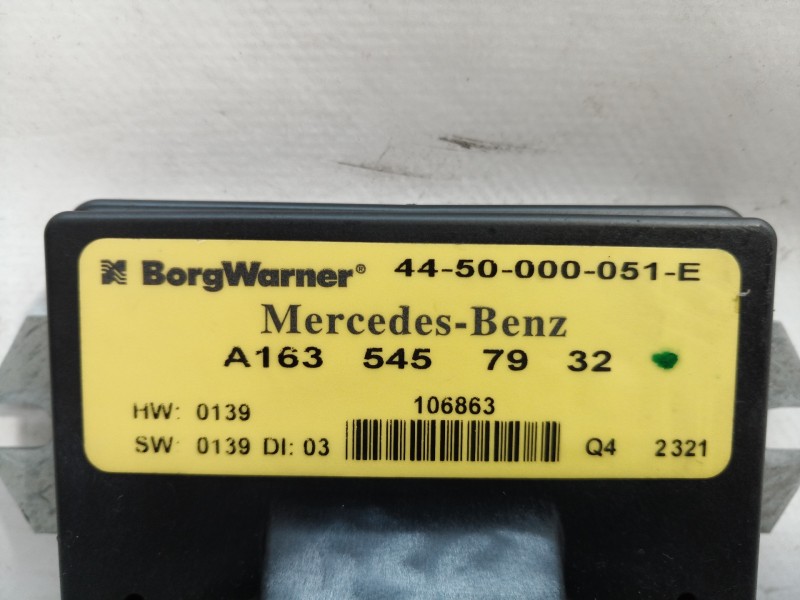 BorgWarner® 44-50-000-051-E
Mercedes-Benz
A163 545 79 32
HW: 0139 106863
SW: 0139 DI: 03 Q4 2321